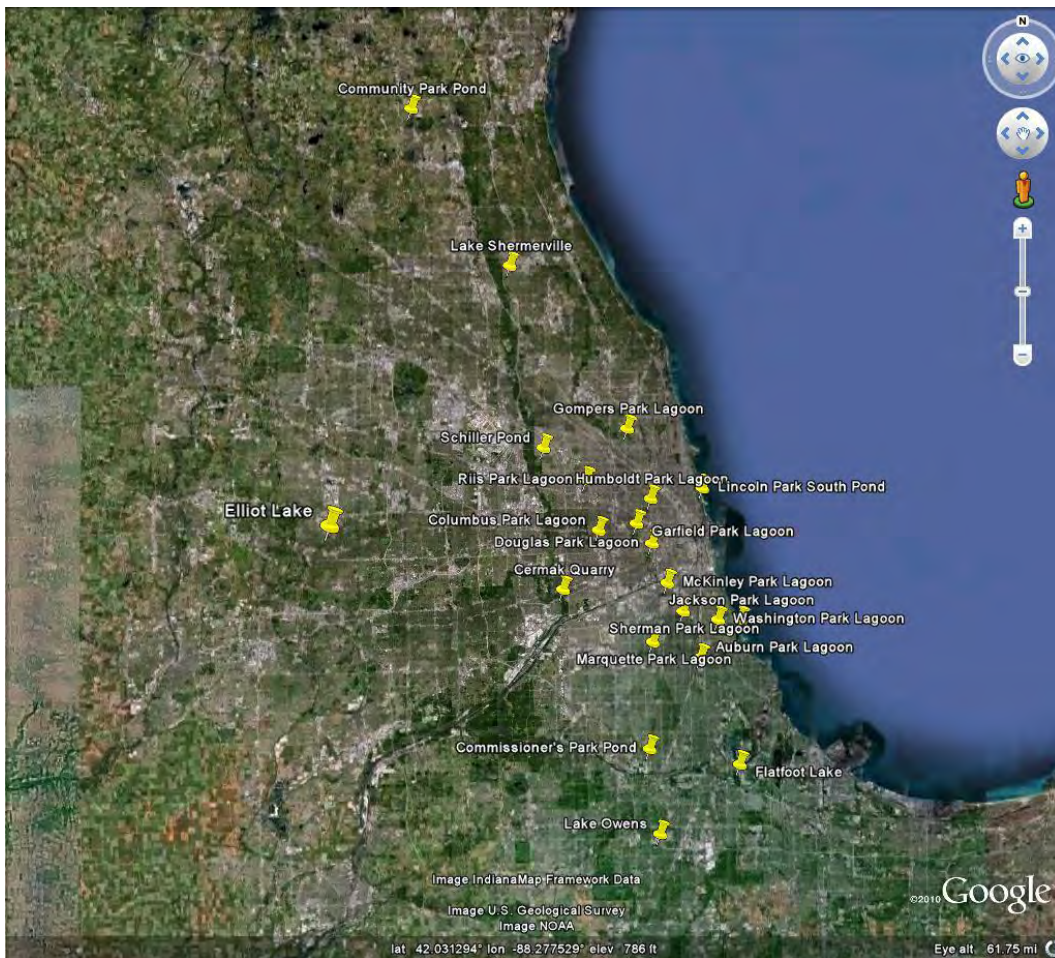 N
Community Park Pond
Lake Shermerville
Gompers Park Lagoon
Schiller Pond
Riis Park Lagoon
Humboldt Park Lagoon
Lincoln Park South Pond
Elliot Lake
Columbus Park Lagoon
Garfield Park Lagoon
Douglas Park Lagoon
Cermak Quarry
McKinley Park Lagoon
Jackson Park Lagoon
Washington Park Lagoon
Sherman Park Lagoon
Auburn Park Lagoon
Marquette Park Lagoon
Commissioner's Park Pond
Flatfoot Lake
Lake Owens
Image IndianaMap Framework Data
©2010 Google
Image U.S. Geological Survey
Image NOAA
lat 42.031294° lon -88.277529° elev 786 ft
Eye alt 61.75 mi